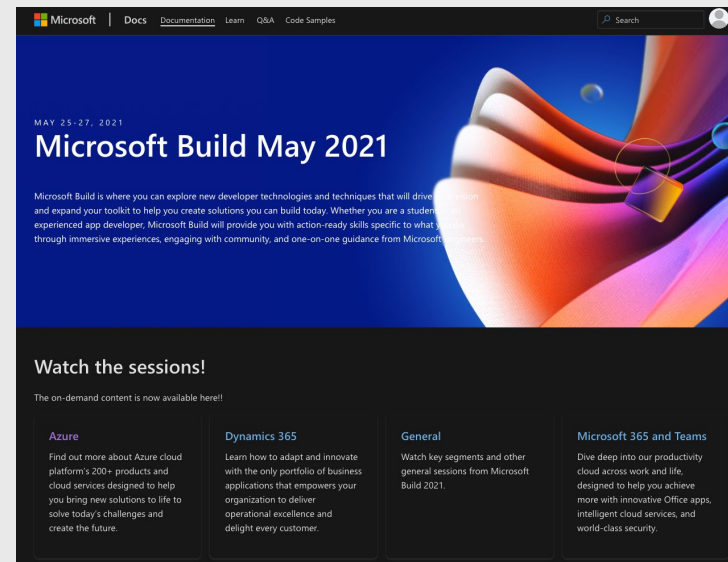 Microsoft | Docs Documentation Learn Q&A Code Samples Search
MAY 25-27, 2021
Microsoft Build May 2021
Microsoft Build is where you can explore new developer technologies and techniques that will drive
and expand your toolkit to help you create solutions you can build today. Whether you are a student
experienced app developer, Microsoft Build will provide you with action-ready skills specific to what
through immersive experiences, engaging with community, and one-on-one guidance from Microsoft
Watch the sessions!
The on-demand content is now available here!!
Azure
Find out more about Azure cloud
platform's 200+ products and
cloud services designed to help
you bring new solutions to life to
solve today's challenges and
create the future.
Dynamics 365
Learn how to adapt and innovate
with the only portfolio of business
applications that empowers your
organization to deliver
operational excellence and
delight every customer.
General
Watch key segments and other
general sessions from Microsoft
Build 2021.
Microsoft 365 and Teams
Dive deep into our productivity
cloud across work and life,
designed to help you achieve
more with innovative Office apps,
intelligent cloud services, and
world-class security.